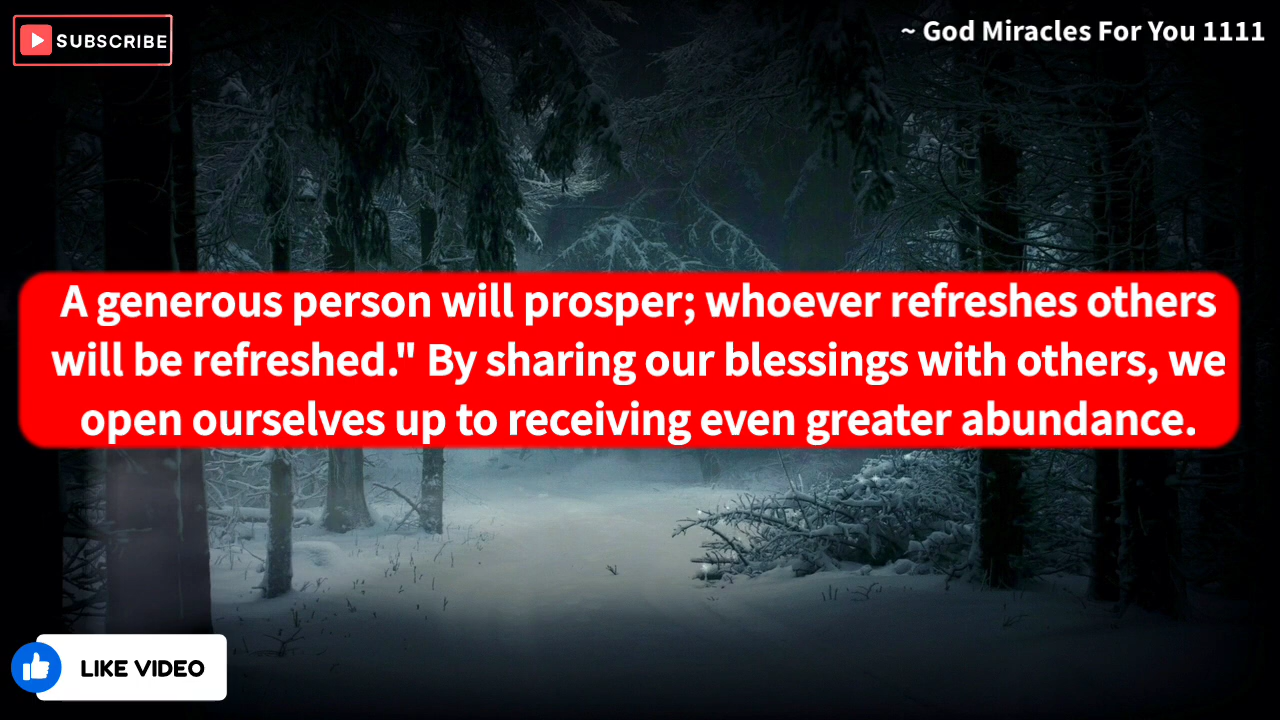 SUBSCRIBE
~ God Miracles For You 1111
A generous person will prosper; whoever refreshes others
will be refreshed." By sharing our blessings with others, we
open ourselves up to receiving even greater abundance.
LIKE VIDEO